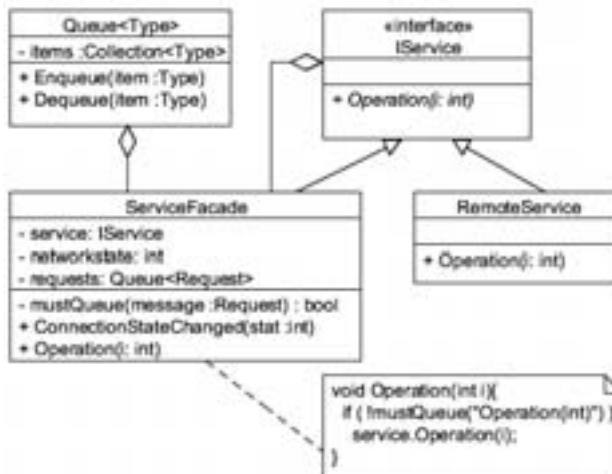 Queue<Type>
- items :Collection<Type>
+ Enqueue(item :Type)
+ Dequeue(item :Type)
«interface»
IService
+ Operation(i: int)
ServiceFacade
- service: IService
- networkstate: int
- requests: Queue<Request>
- mustQueue(message :Request) : bool
+ ConnectionStateChanged(stat :int)
+ Operation(i: int)
RemoteService
+ Operation(i: int)
void Operation(int i){
if ( !mustQueue("Operation(int)") )
service.Operation(i);
}